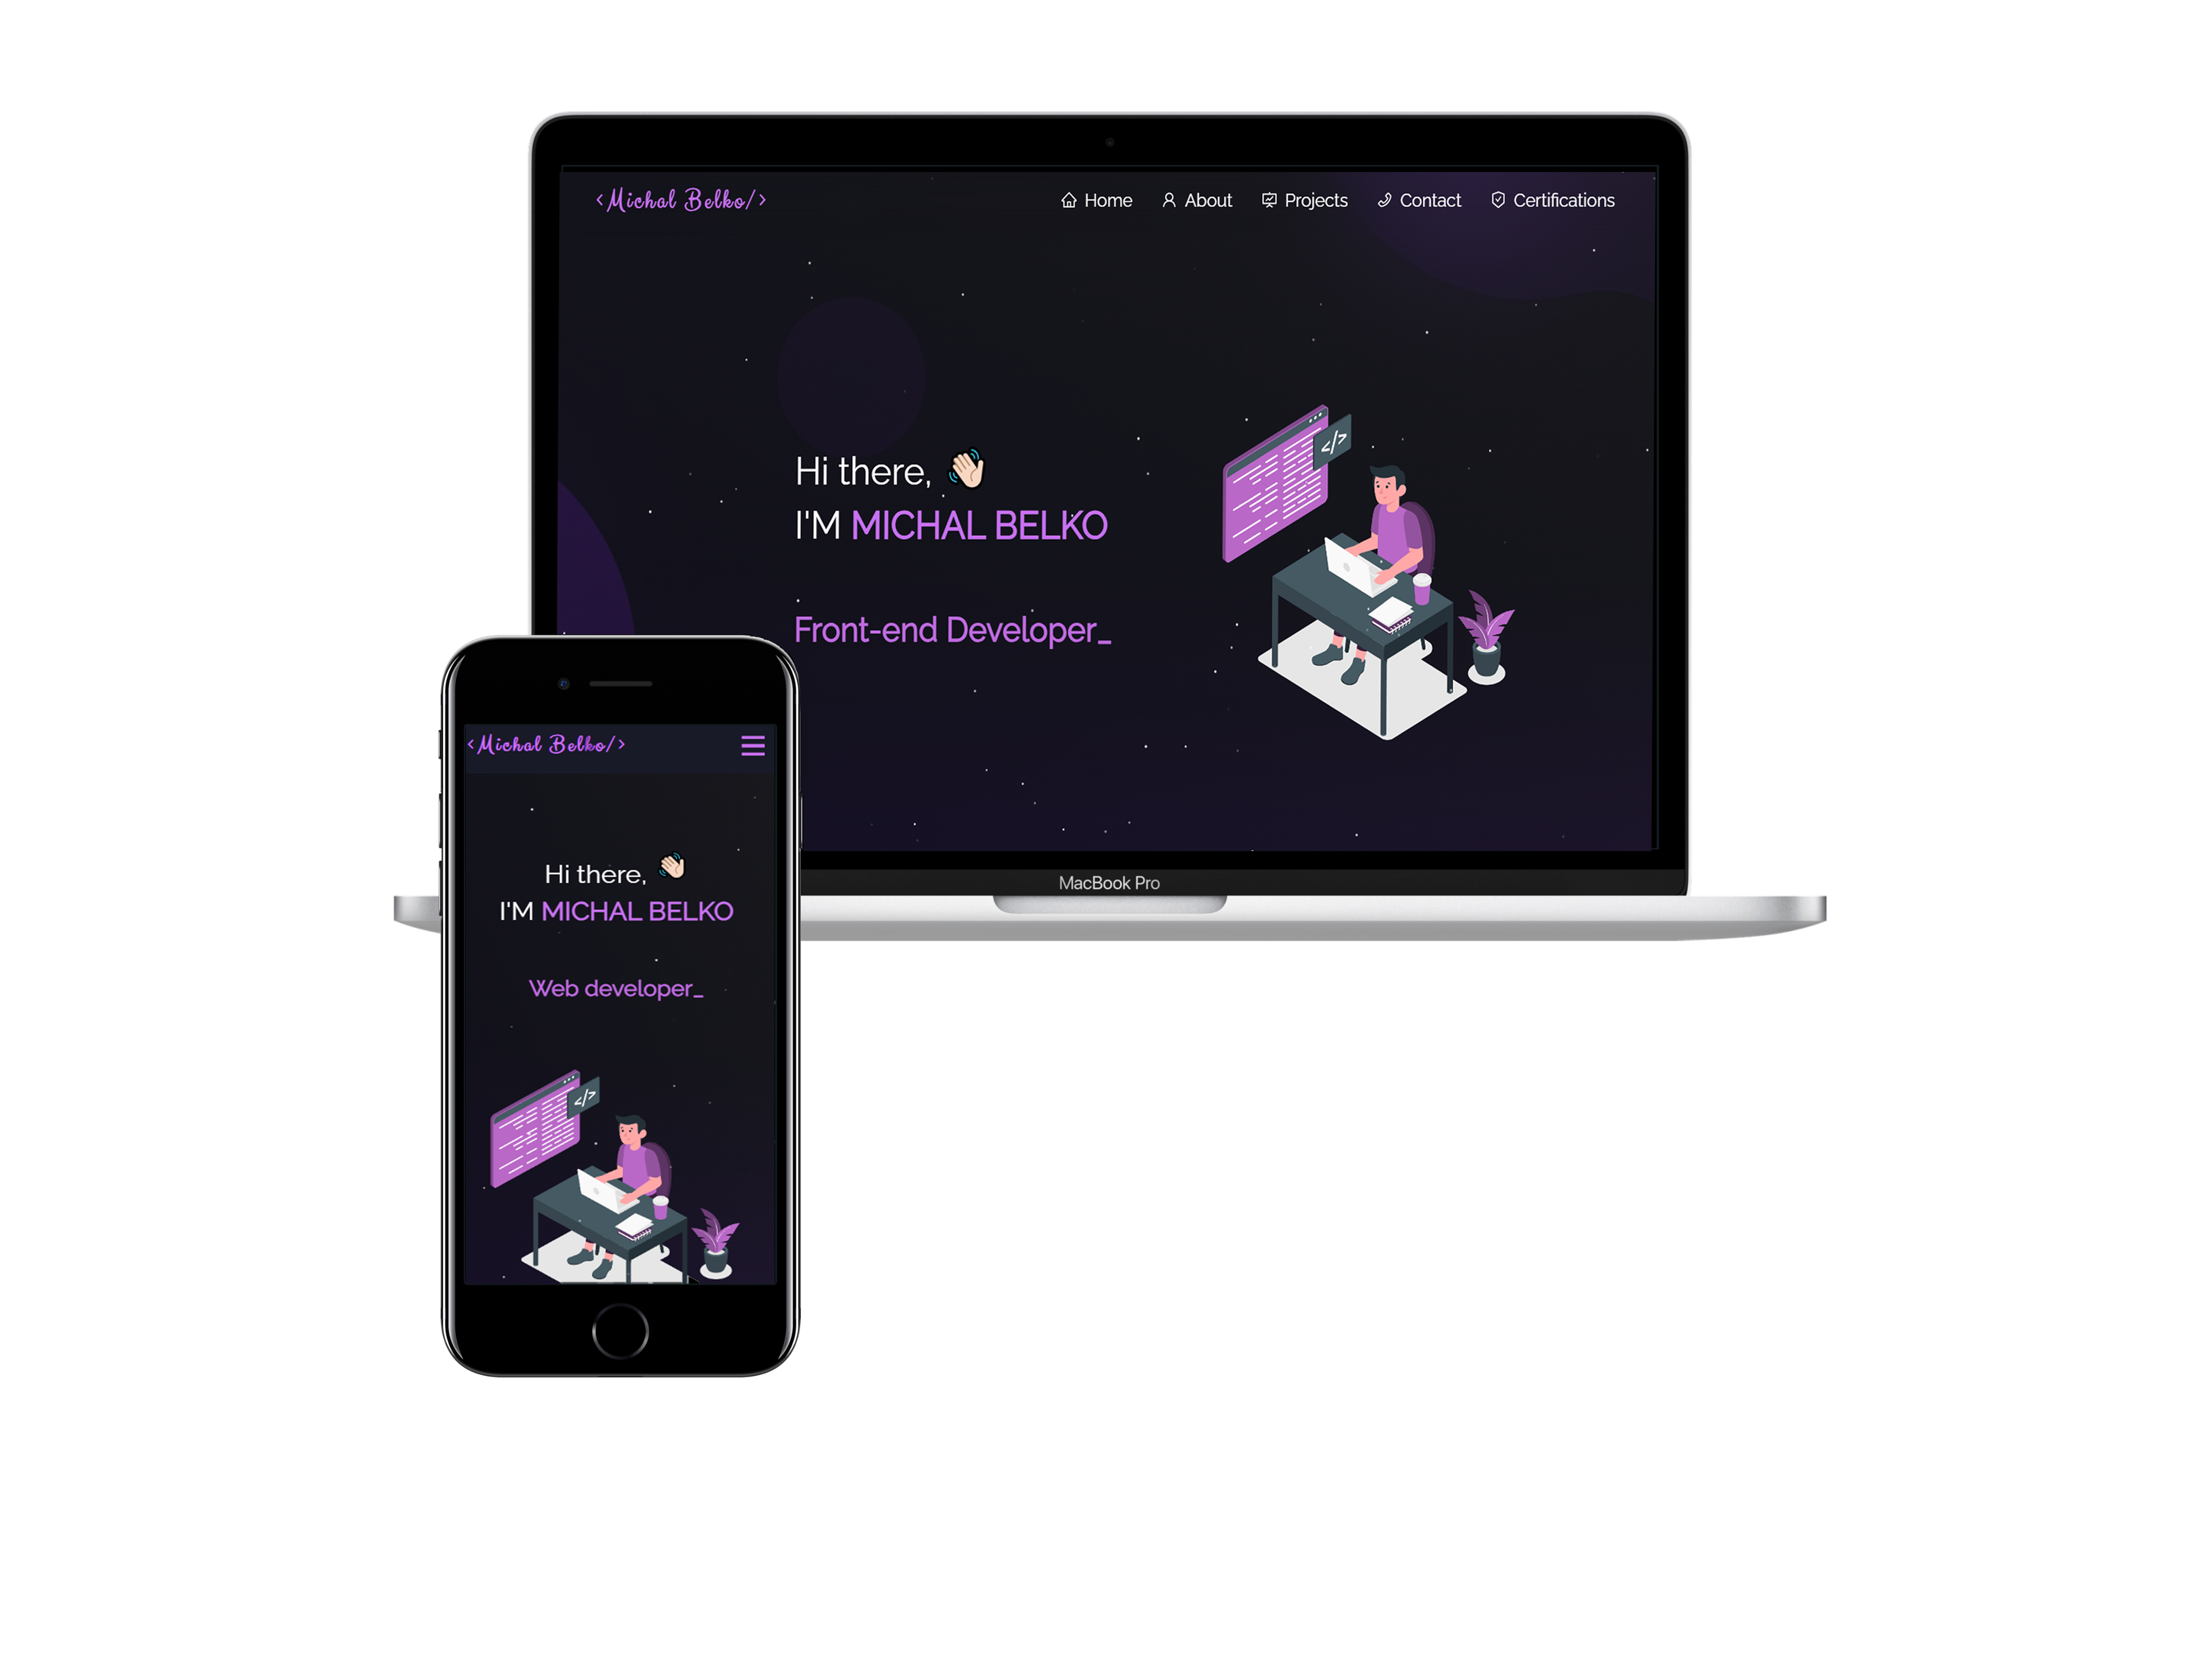 <Michal Belko/>
Home About Projects Contact Certifications
</>
Hi there,
I'M MICHAL BELKO
Front-end Developer_
MacBook Pro
<Michal Belko/>
Hi there,
I'M MICHAL BELKO
Web developer_
</>